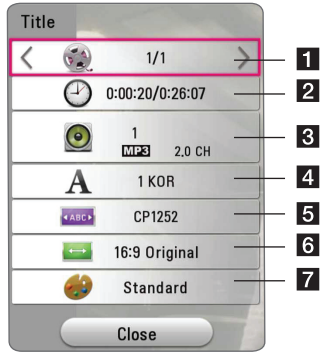 Title
1/1
1
0:00:20/0:26:07
2
1
MP3 2,0 CH
3
A 1 KOR
4
ABC CP1252
5
16:9 Original
6
Standard
7
Close